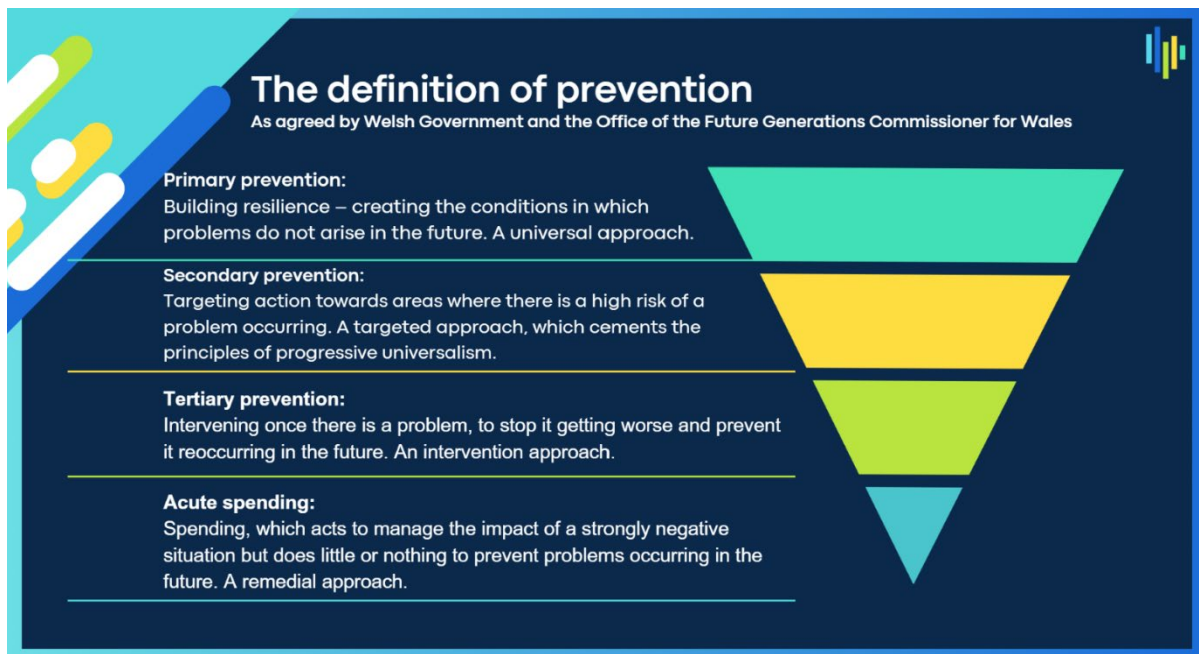 The definition of prevention
As agreed by Welsh Government and the Office of the Future Generations Commissioner for Wales
Primary prevention:
Building resilience – creating the conditions in which
problems do not arise in the future. A universal approach.
Secondary prevention:
Targeting action towards areas where there is a high risk of a
problem occurring. A targeted approach, which cements the
principles of progressive universalism.
Tertiary prevention:
Intervening once there is a problem, to stop it getting worse and prevent
it reoccurring in the future. An intervention approach.
Acute spending:
Spending, which acts to manage the impact of a strongly negative
situation but does little or nothing to prevent problems occurring in the
future. A remedial approach.